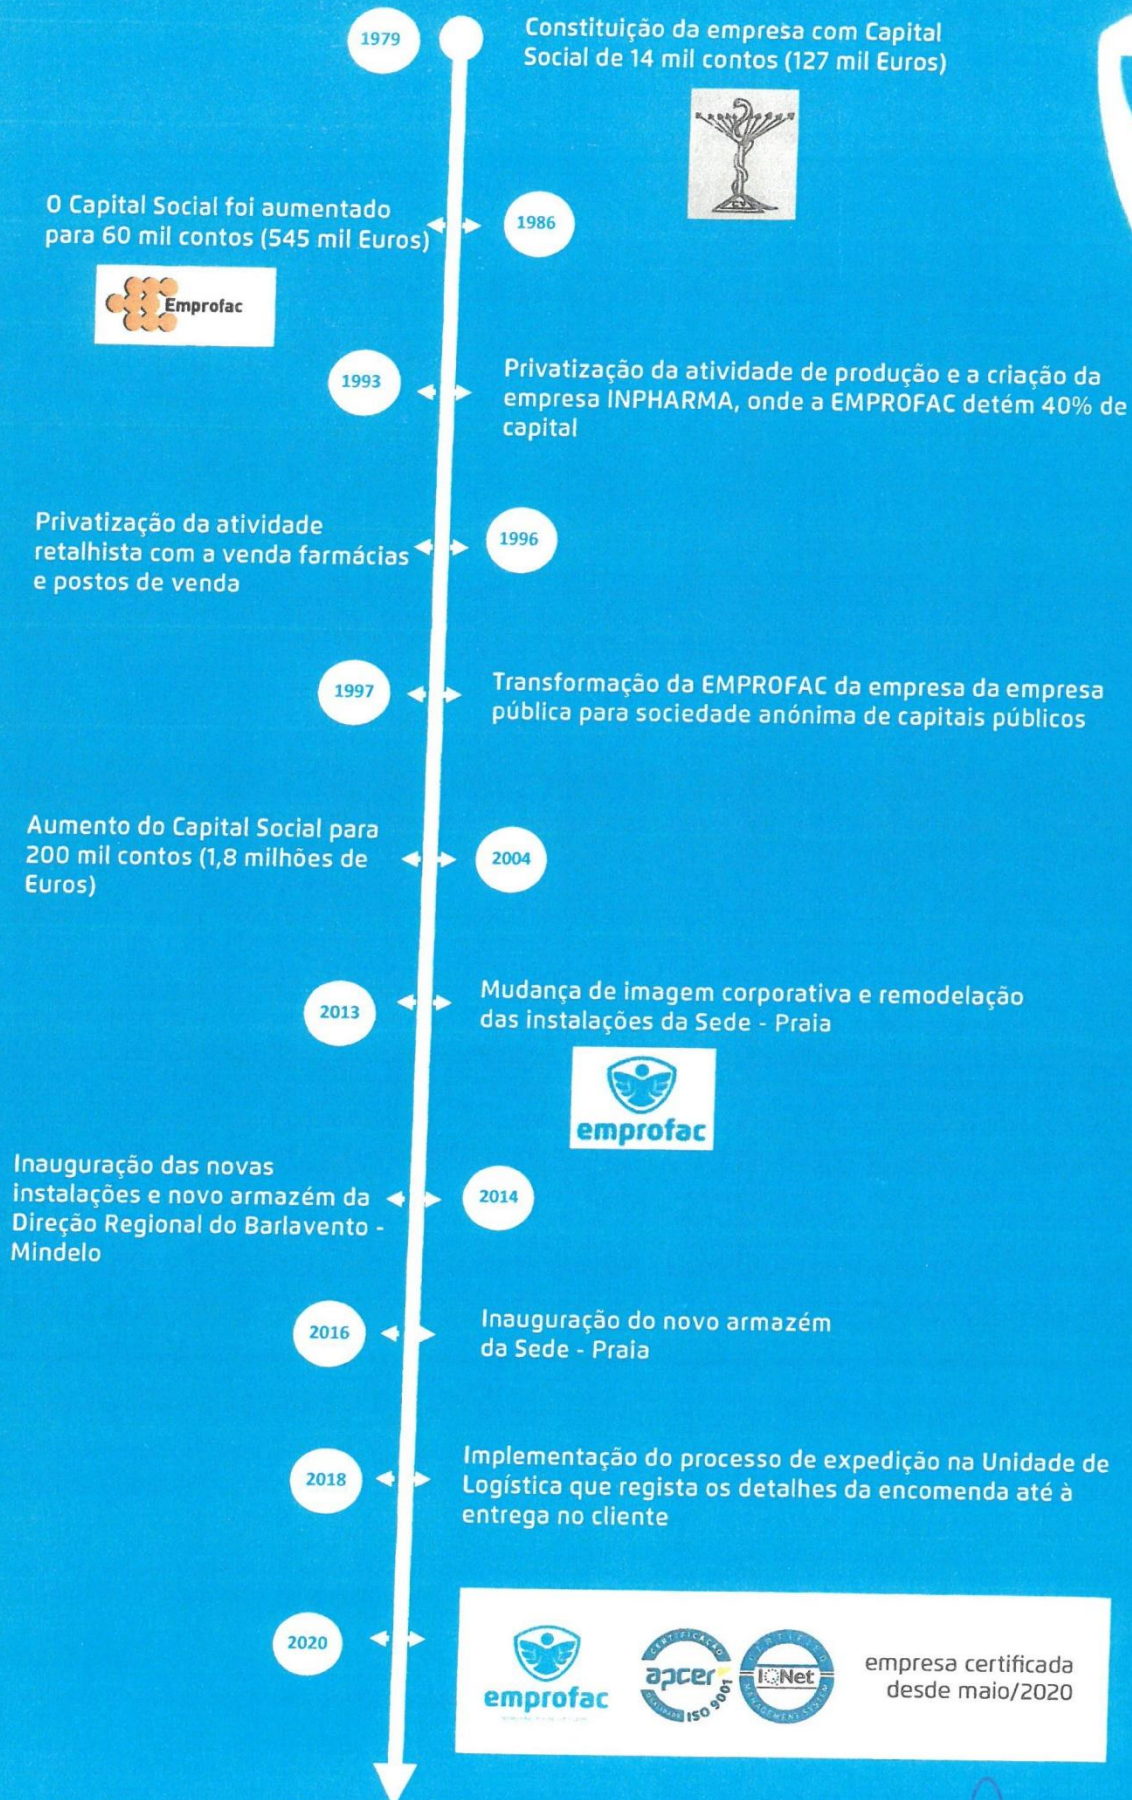 1979
Constituição da empresa com Capital
Social de 14 mil contos (127 mil Euros)
O Capital Social foi aumentado
para 60 mil contos (545 mil Euros)
1986
Emprofac
1993
Privatização da atividade de produção e a criação da
empresa INPHARMA, onde a EMPROFAC detém 40% de
capital
Privatização da atividade
retalhista com a venda farmácias
e postos de venda
1996
1997
Transformação da EMPROFAC da empresa da empresa
pública para sociedade anónima de capitais públicos
Aumento do Capital Social para
200 mil contos (1,8 milhões de
Euros)
2004
2013
Mudança de imagem corporativa e remodelação
das instalações da Sede - Praia
emprofac
Inauguração das novas
instalações e novo armazém da
Direção Regional do Barlavento -
Mindelo
2014
2016
Inauguração do novo armazém
da Sede - Praia
2018
Implementação do processo de expedição na Unidade de
Logística que regista os detalhes da encomenda até à
entrega no cliente
2020
emprofac
CERTIFICAÇÃO
apcer
QUALIDADE ISO 9001
CERTIFIED
IQNet
MANAGEMENT SYSTEM
empresa certificada
desde maio/2020